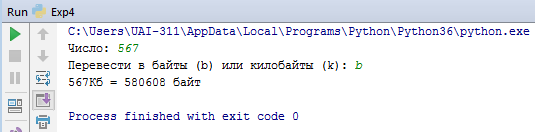 Run Exp4
C:\Users\UAI-311\AppData\Local\Programs\Python\Python36\python.exe
Число: 567
Перевести в байты (b) или килобайты (k): b
567Кб = 580608 байт
Process finished with exit code 0